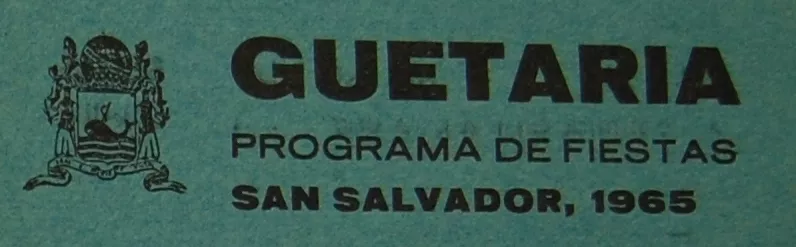 GUETARIA
PROGRAMA DE FIESTAS
SAN SALVADOR, 1965